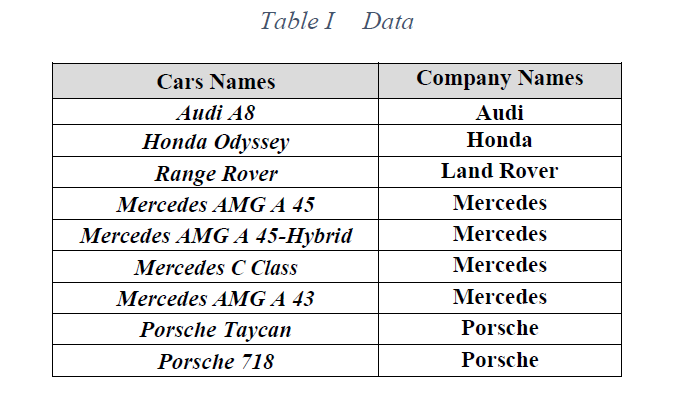 Table I Data
Cars Names Company Names
Audi A8 Audi
Honda Odyssey Honda
Range Rover Land Rover
Mercedes AMG A 45 Mercedes
Mercedes AMG A 45-Hybrid Mercedes
Mercedes C Class Mercedes
Mercedes AMG A 43 Mercedes
Porsche Taycan Porsche
Porsche 718 Porsche